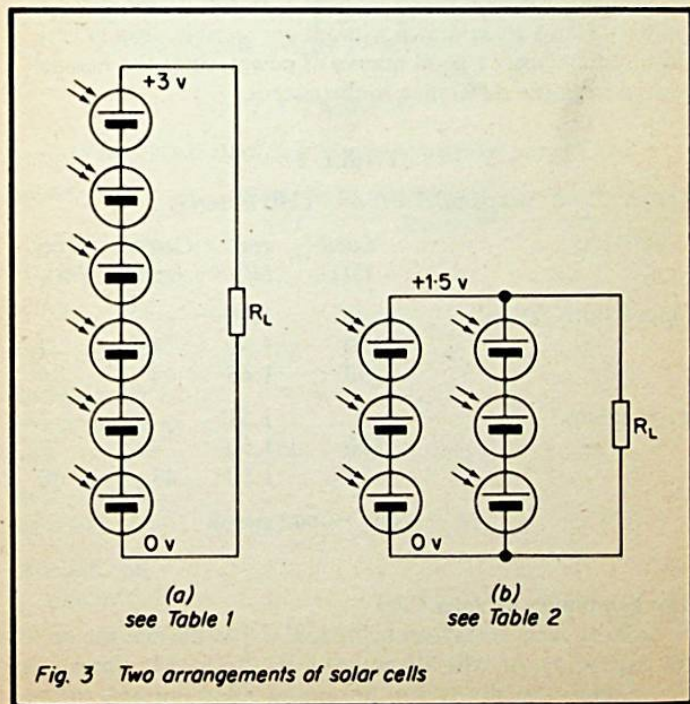 +3 v
R_L
0 v
(a)
see Table 1
+1·5 v
R_L
0 v
(b)
see Table 2
Fig. 3 Two arrangements of solar cells